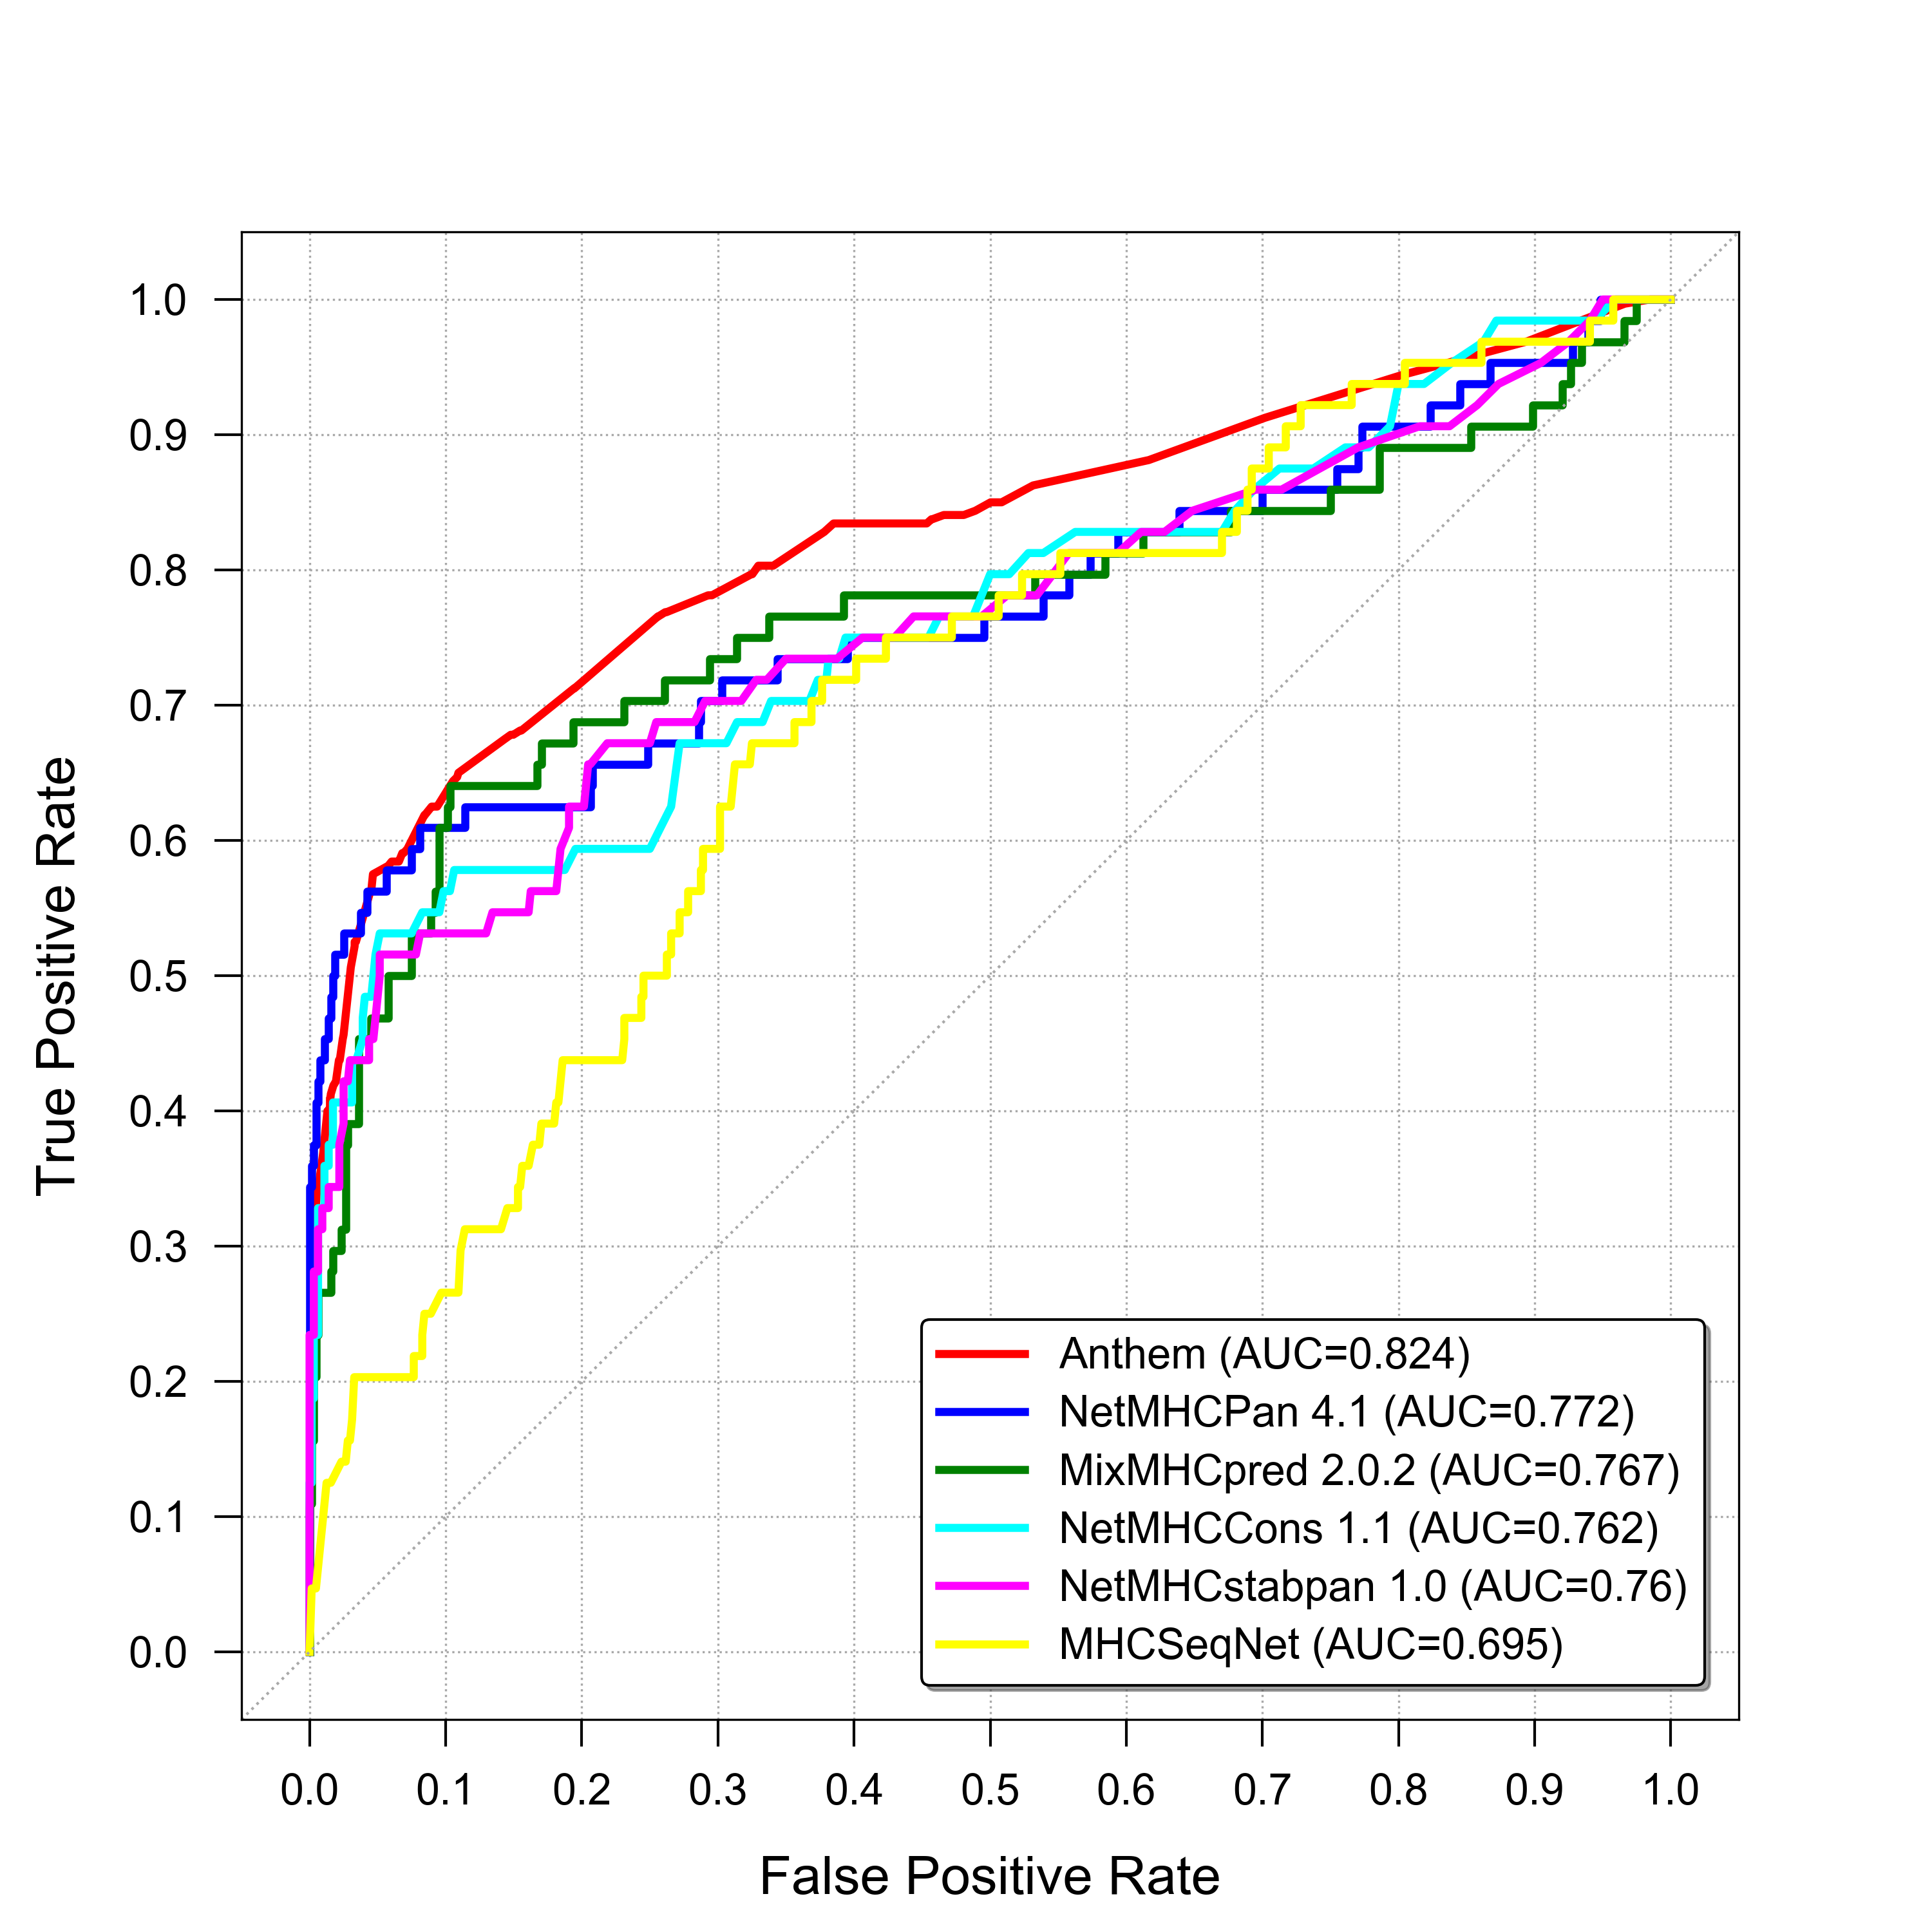 1.0
0.9
0.8
0.7
0.6
0.5
0.4
0.3
0.2
0.1
0.0
True Positive Rate
Anthem (AUC=0.824)
NetMHCPan 4.1 (AUC=0.772)
MixMHCpred 2.0.2 (AUC=0.767)
NetMHCCons 1.1 (AUC=0.762)
NetMHCstabpan 1.0 (AUC=0.76)
MHCSeqNet (AUC=0.695)
0.0 0.1 0.2 0.3 0.4 0.5 0.6 0.7 0.8 0.9 1.0
False Positive Rate